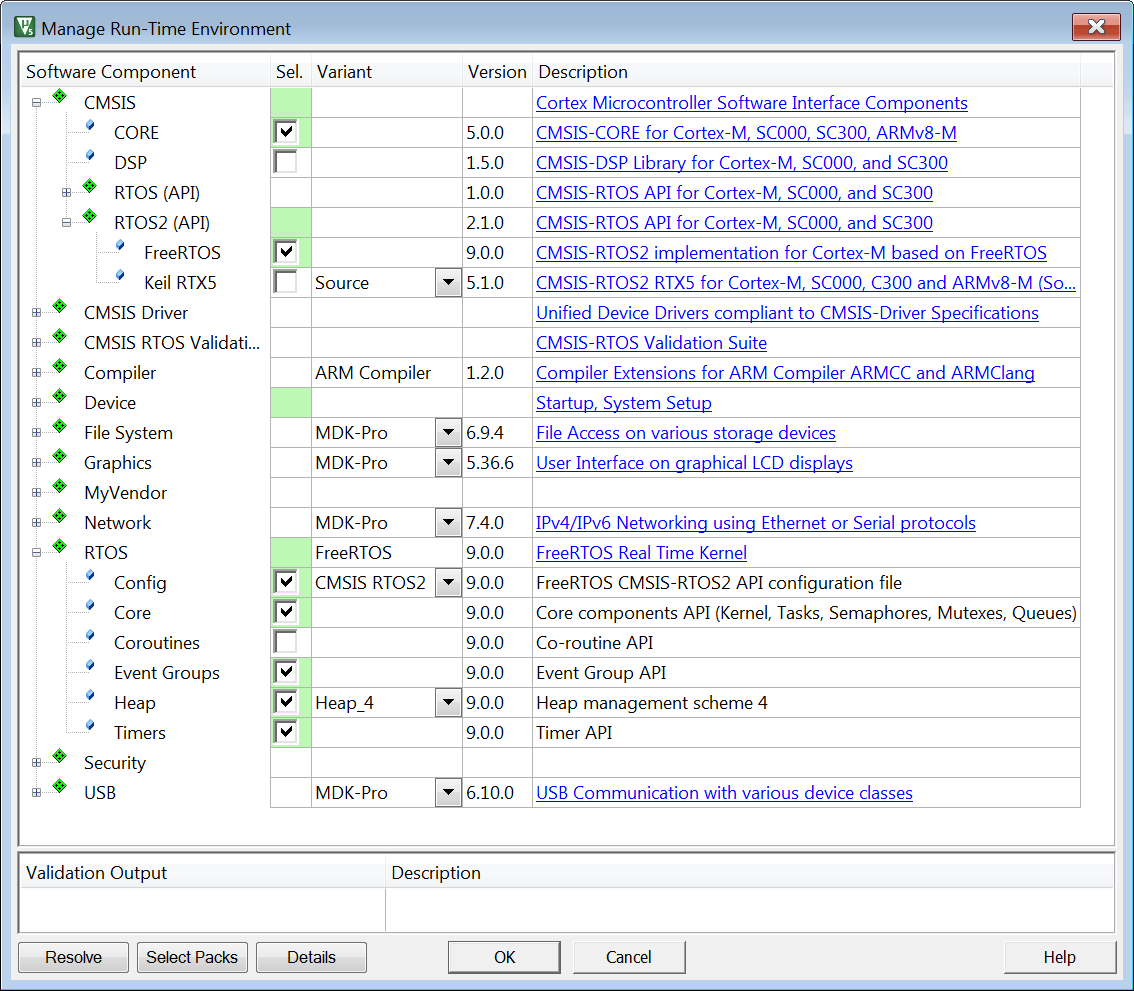 Manage Run-Time Environment
Software Component Sel. Variant Version Description
CMSIS Cortex Microcontroller Software Interface Components
CORE 5.0.0 CMSIS-CORE for Cortex-M, SC000, SC300, ARMv8-M
DSP 1.5.0 CMSIS-DSP Library for Cortex-M, SC000, and SC300
RTOS (API) 1.0.0 CMSIS-RTOS API for Cortex-M, SC000, and SC300
RTOS2 (API) 2.1.0 CMSIS-RTOS API for Cortex-M, SC000, and SC300
FreeRTOS 9.0.0 CMSIS-RTOS2 implementation for Cortex-M based on FreeRTOS
Keil RTX5 Source 5.1.0 CMSIS-RTOS2 RTX5 for Cortex-M, SC000, C300 and ARMv8-M (So...
CMSIS Driver Unified Device Drivers compliant to CMSIS-Driver Specifications
CMSIS RTOS Validati... CMSIS-RTOS Validation Suite
Compiler ARM Compiler 1.2.0 Compiler Extensions for ARM Compiler ARMCC and ARMClang
Device Startup, System Setup
File System MDK-Pro 6.9.4 File Access on various storage devices
Graphics MDK-Pro 5.36.6 User Interface on graphical LCD displays
MyVendor
Network MDK-Pro 7.4.0 IPv4/IPv6 Networking using Ethernet or Serial protocols
RTOS FreeRTOS 9.0.0 FreeRTOS Real Time Kernel
Config CMSIS RTOS2 9.0.0 FreeRTOS CMSIS-RTOS2 API configuration file
Core 9.0.0 Core components API (Kernel, Tasks, Semaphores, Mutexes, Queues)
Coroutines 9.0.0 Co-routine API
Event Groups 9.0.0 Event Group API
Heap Heap_4 9.0.0 Heap management scheme 4
Timers 9.0.0 Timer API
Security
USB MDK-Pro 6.10.0 USB Communication with various device classes
Validation Output Description
Resolve Select Packs Details OK Cancel Help